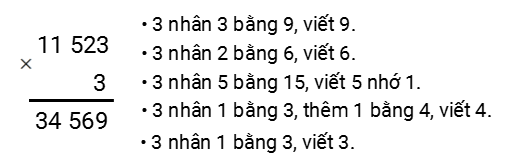 11 523
×
3
34 569
• 3 nhân 3 bằng 9, viết 9.
• 3 nhân 2 bằng 6, viết 6.
• 3 nhân 5 bằng 15, viết 5 nhớ 1.
• 3 nhân 1 bằng 3, thêm 1 bằng 4, viết 4.
• 3 nhân 1 bằng 3, viết 3.